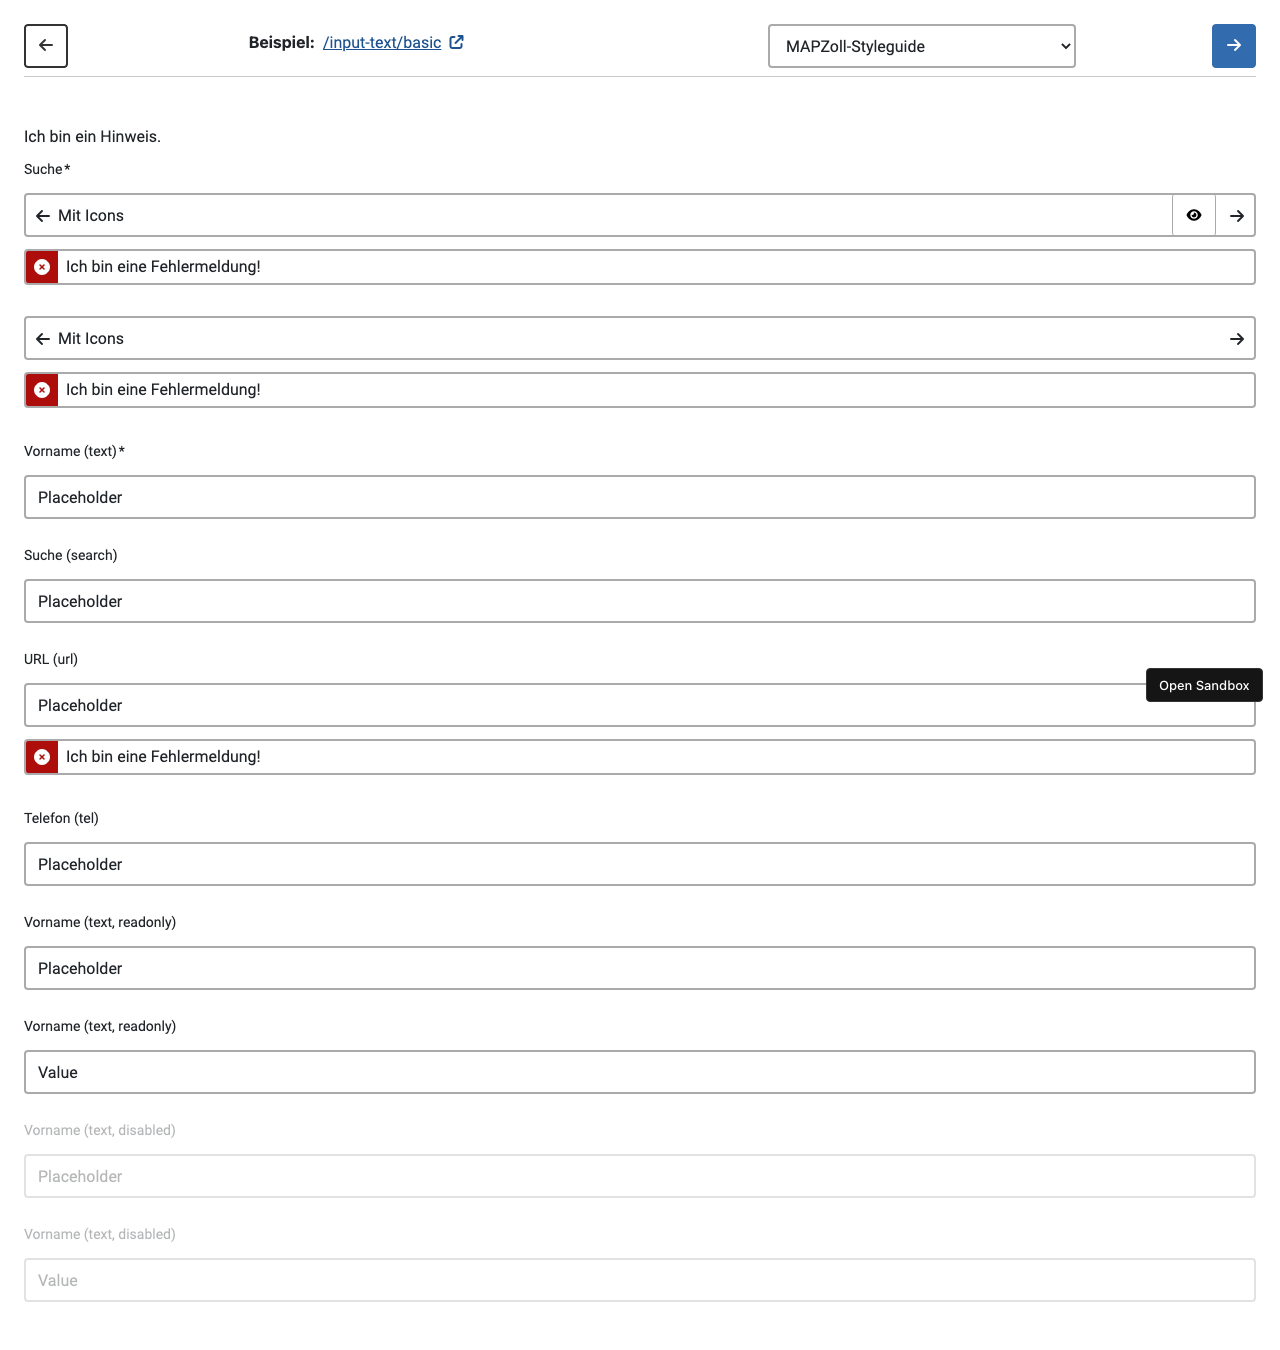 Beispiel: /input-text/basic
MAPZoll-Styleguide
Ich bin ein Hinweis.
Suche*
Mit Icons
Ich bin eine Fehlermeldung!
Mit Icons
Ich bin eine Fehlermeldung!
Vorname (text)*
Placeholder
Suche (search)
Placeholder
URL (url)
Open Sandbox
Placeholder
Ich bin eine Fehlermeldung!
Telefon (tel)
Placeholder
Vorname (text, readonly)
Placeholder
Vorname (text, readonly)
Value
Vorname (text, disabled)
Placeholder
Vorname (text, disabled)
Value